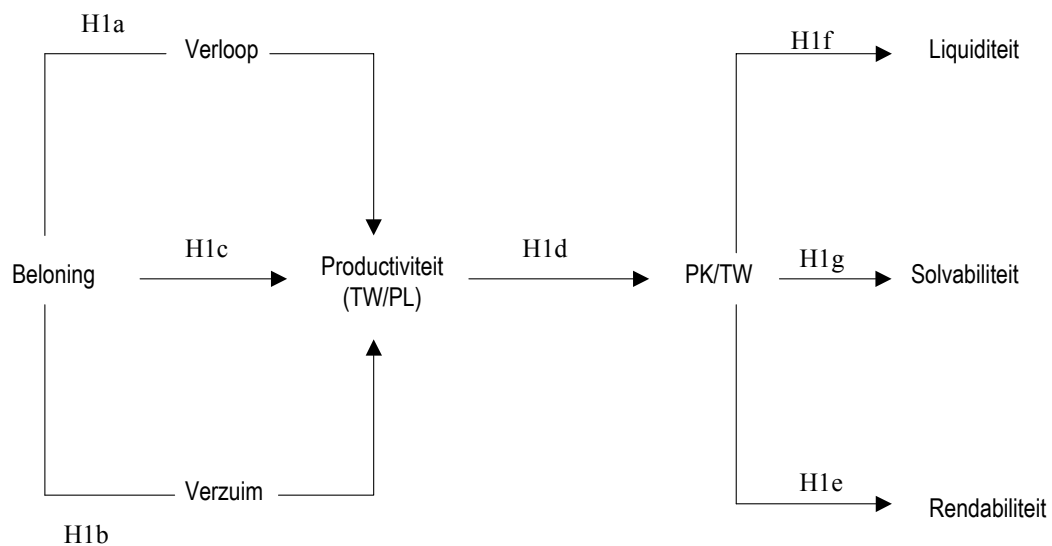 H1a
Verloop
H1f
Liquiditeit
H1c
H1d
H1g
Beloning
Productiviteit
(TW/PL)
PK/TW
Solvabiliteit
Verzuim
H1e
Rendabiliteit
H1b